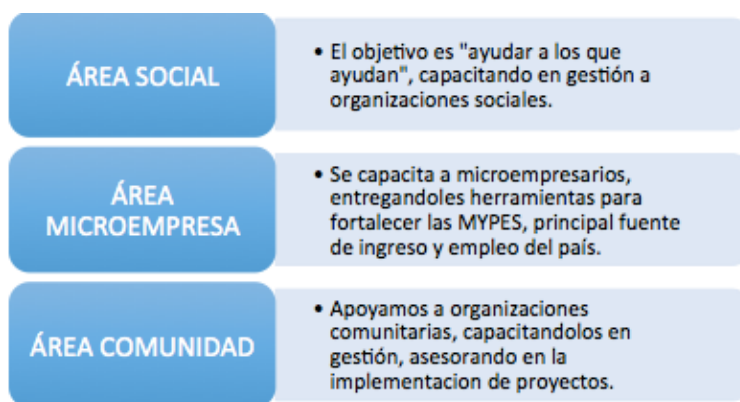 ÁREA SOCIAL
• El objetivo es "ayudar a los que
ayudan", capacitando en gestión a
organizaciones sociales.
ÁREA
MICROEMPRESA
• Se capacita a microempresarios,
entregandoles herramientas para
fortalecer las MYPES, principal fuente
de ingreso y empleo del país.
ÁREA COMUNIDAD
• Apoyamos a organizaciones
comunitarias, capacitandolos en
gestión, asesorando en la
implementacion de proyectos.